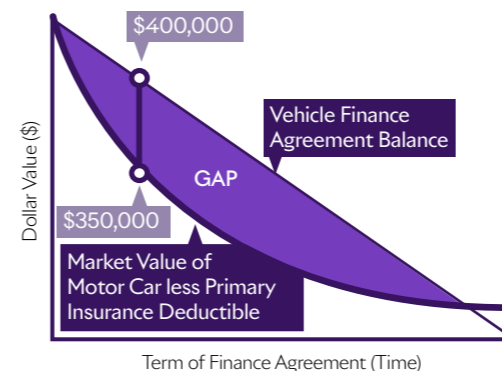 $400,000
Vehicle Finance
Agreement Balance
GAP
$350,000
Market Value of
Motor Car less Primary
Insurance Deductible
Dollar Value ($)
Term of Finance Agreement (Time)